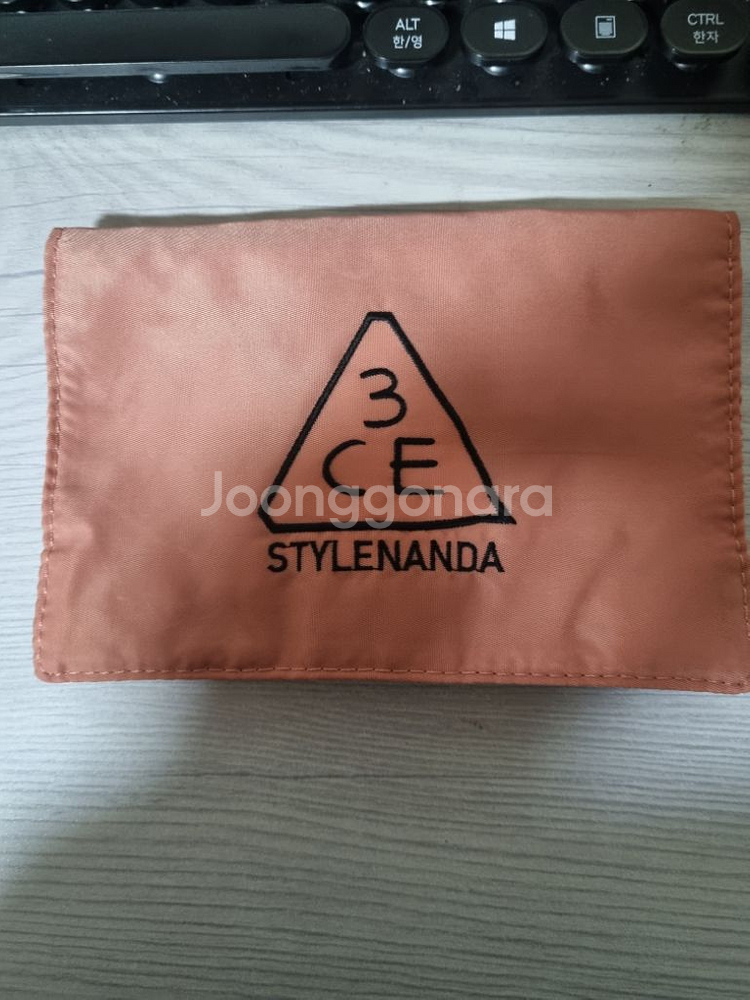 ALT
한/영
CTRL
한자
3
CE
Joonggonara
STYLENANDA